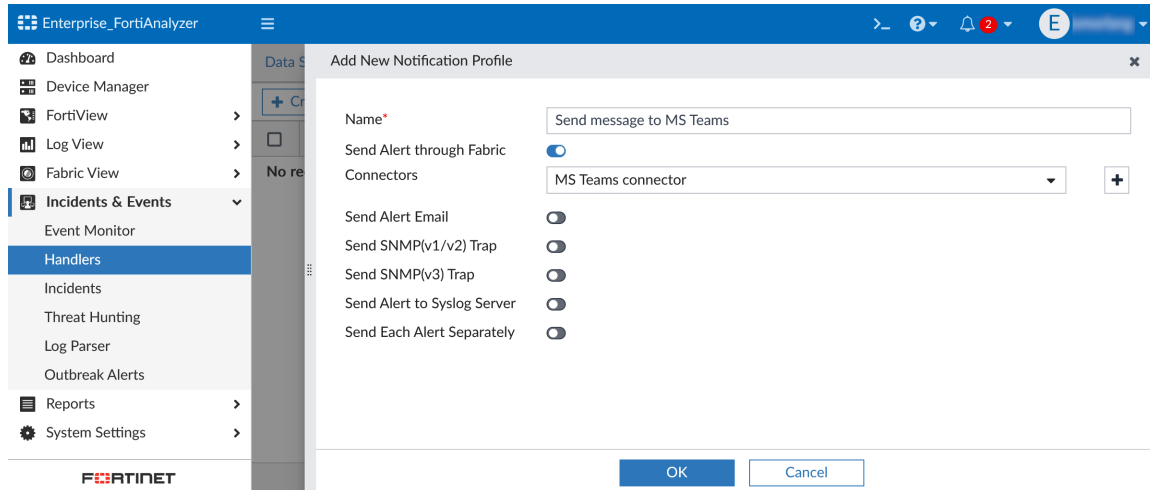 Enterprise_FortiAnalyzer
>_
?
2
E
Dashboard
Device Manager
FortiView
Log View
Fabric View
Incidents & Events
Event Monitor
Handlers
Incidents
Threat Hunting
Log Parser
Outbreak Alerts
Reports
System Settings
FORTINET
Data S
+ Cr
No re
Add New Notification Profile
Name*
Send message to MS Teams
Send Alert through Fabric
Connectors
MS Teams connector
Send Alert Email
Send SNMP(v1/v2) Trap
Send SNMP(v3) Trap
Send Alert to Syslog Server
Send Each Alert Separately
OK
Cancel